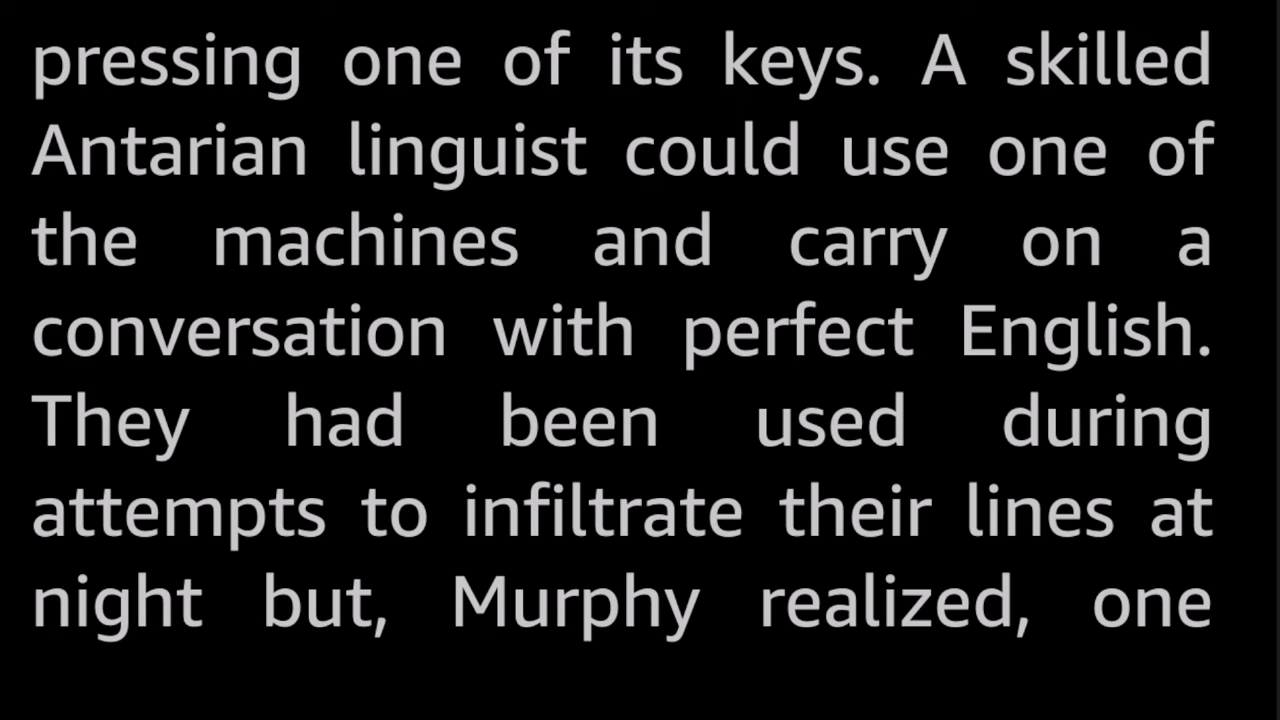 pressing one of its keys. A skilled
Antarian linguist could use one of
the machines and carry on a
conversation with perfect English.
They had been used during
attempts to infiltrate their lines at
night but, Murphy realized, one